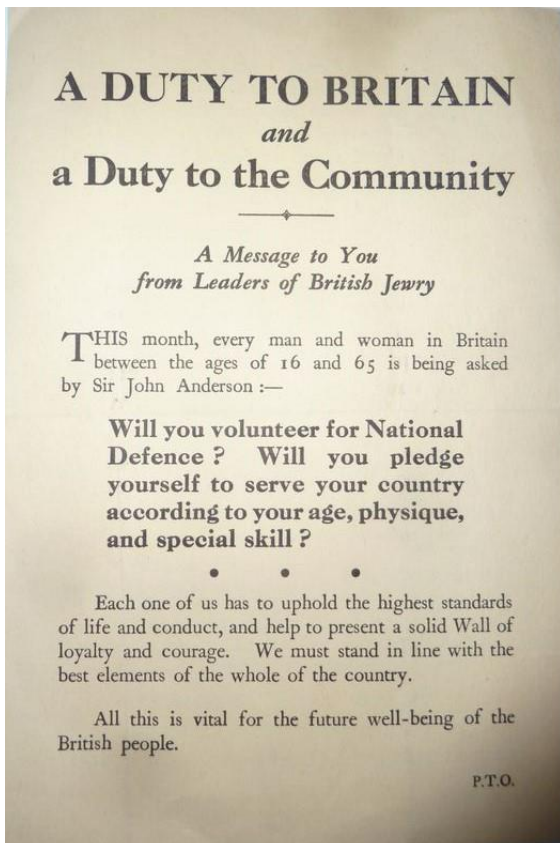 A DUTY TO BRITAIN
and
a Duty to the Community
A Message to You
from Leaders of British Jewry
THIS month, every man and woman in Britain
between the ages of 16 and 65 is being asked
by Sir John Anderson :—
Will you volunteer for National
Defence ? Will you pledge
yourself to serve your country
according to your age, physique,
and special skill ?
• • •
Each one of us has to uphold the highest standards
of life and conduct, and help to present a solid Wall of
loyalty and courage. We must stand in line with the
best elements of the whole of the country.
All this is vital for the future well-being of the
British people.
P.T.O.